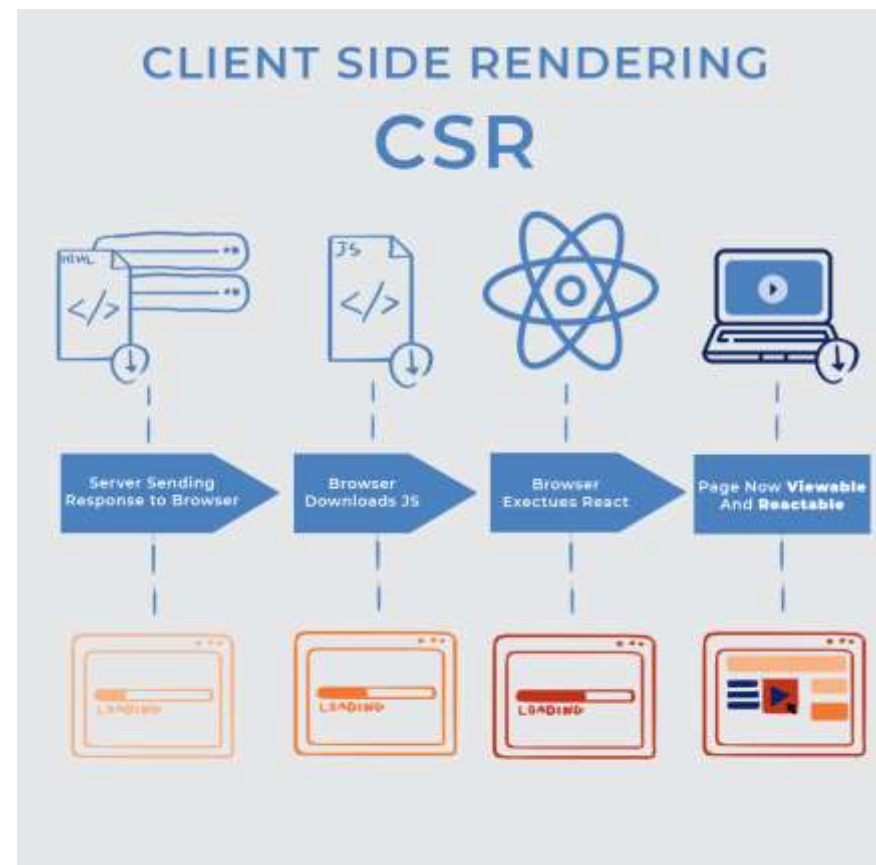 CLIENT SIDE RENDERING
CSR
HTML
</>
JS
</>
Server Sending
Response to Browser
Browser
Downloads JS
Browser
Exectues React
Page Now Viewable
And Reactable
LOADING
LOADING
LOADING